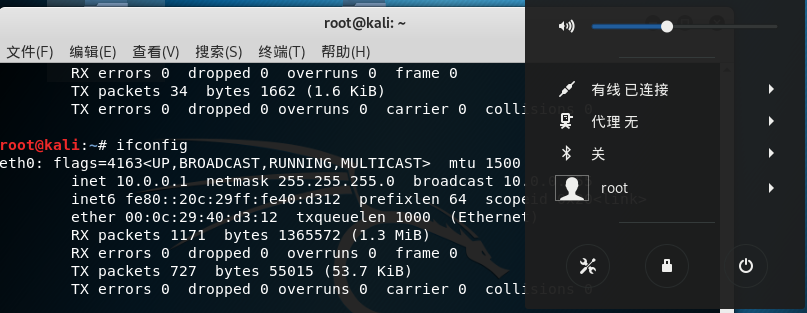 root@kali: ~
文件(F) 编辑(E) 查看(V) 搜索(S) 终端(T) 帮助(H)
RX errors 0  dropped 0  overruns 0  frame 0
TX packets 34  bytes 1662 (1.6 KiB)
TX errors 0  dropped 0 overruns 0  carrier 0  collisions 0
root@kali:~# ifconfig
eth0: flags=4163<UP,BROADCAST,RUNNING,MULTICAST>  mtu 1500
inet 10.0.0.1  netmask 255.255.255.0  broadcast 10.0.0
inet6 fe80::20c:29ff:fe40:d312  prefixlen 64  scopeid
ether 00:0c:29:40:d3:12  txqueuelen 1000  (Ethernet)
RX packets 1171  bytes 1365572 (1.3 MiB)
RX errors 0  dropped 0  overruns 0  frame 0
TX packets 727  bytes 55015 (53.7 KiB)
TX errors 0  dropped 0 overruns 0  carrier 0  collisions 0
有线 已连接
代理 无
关
root